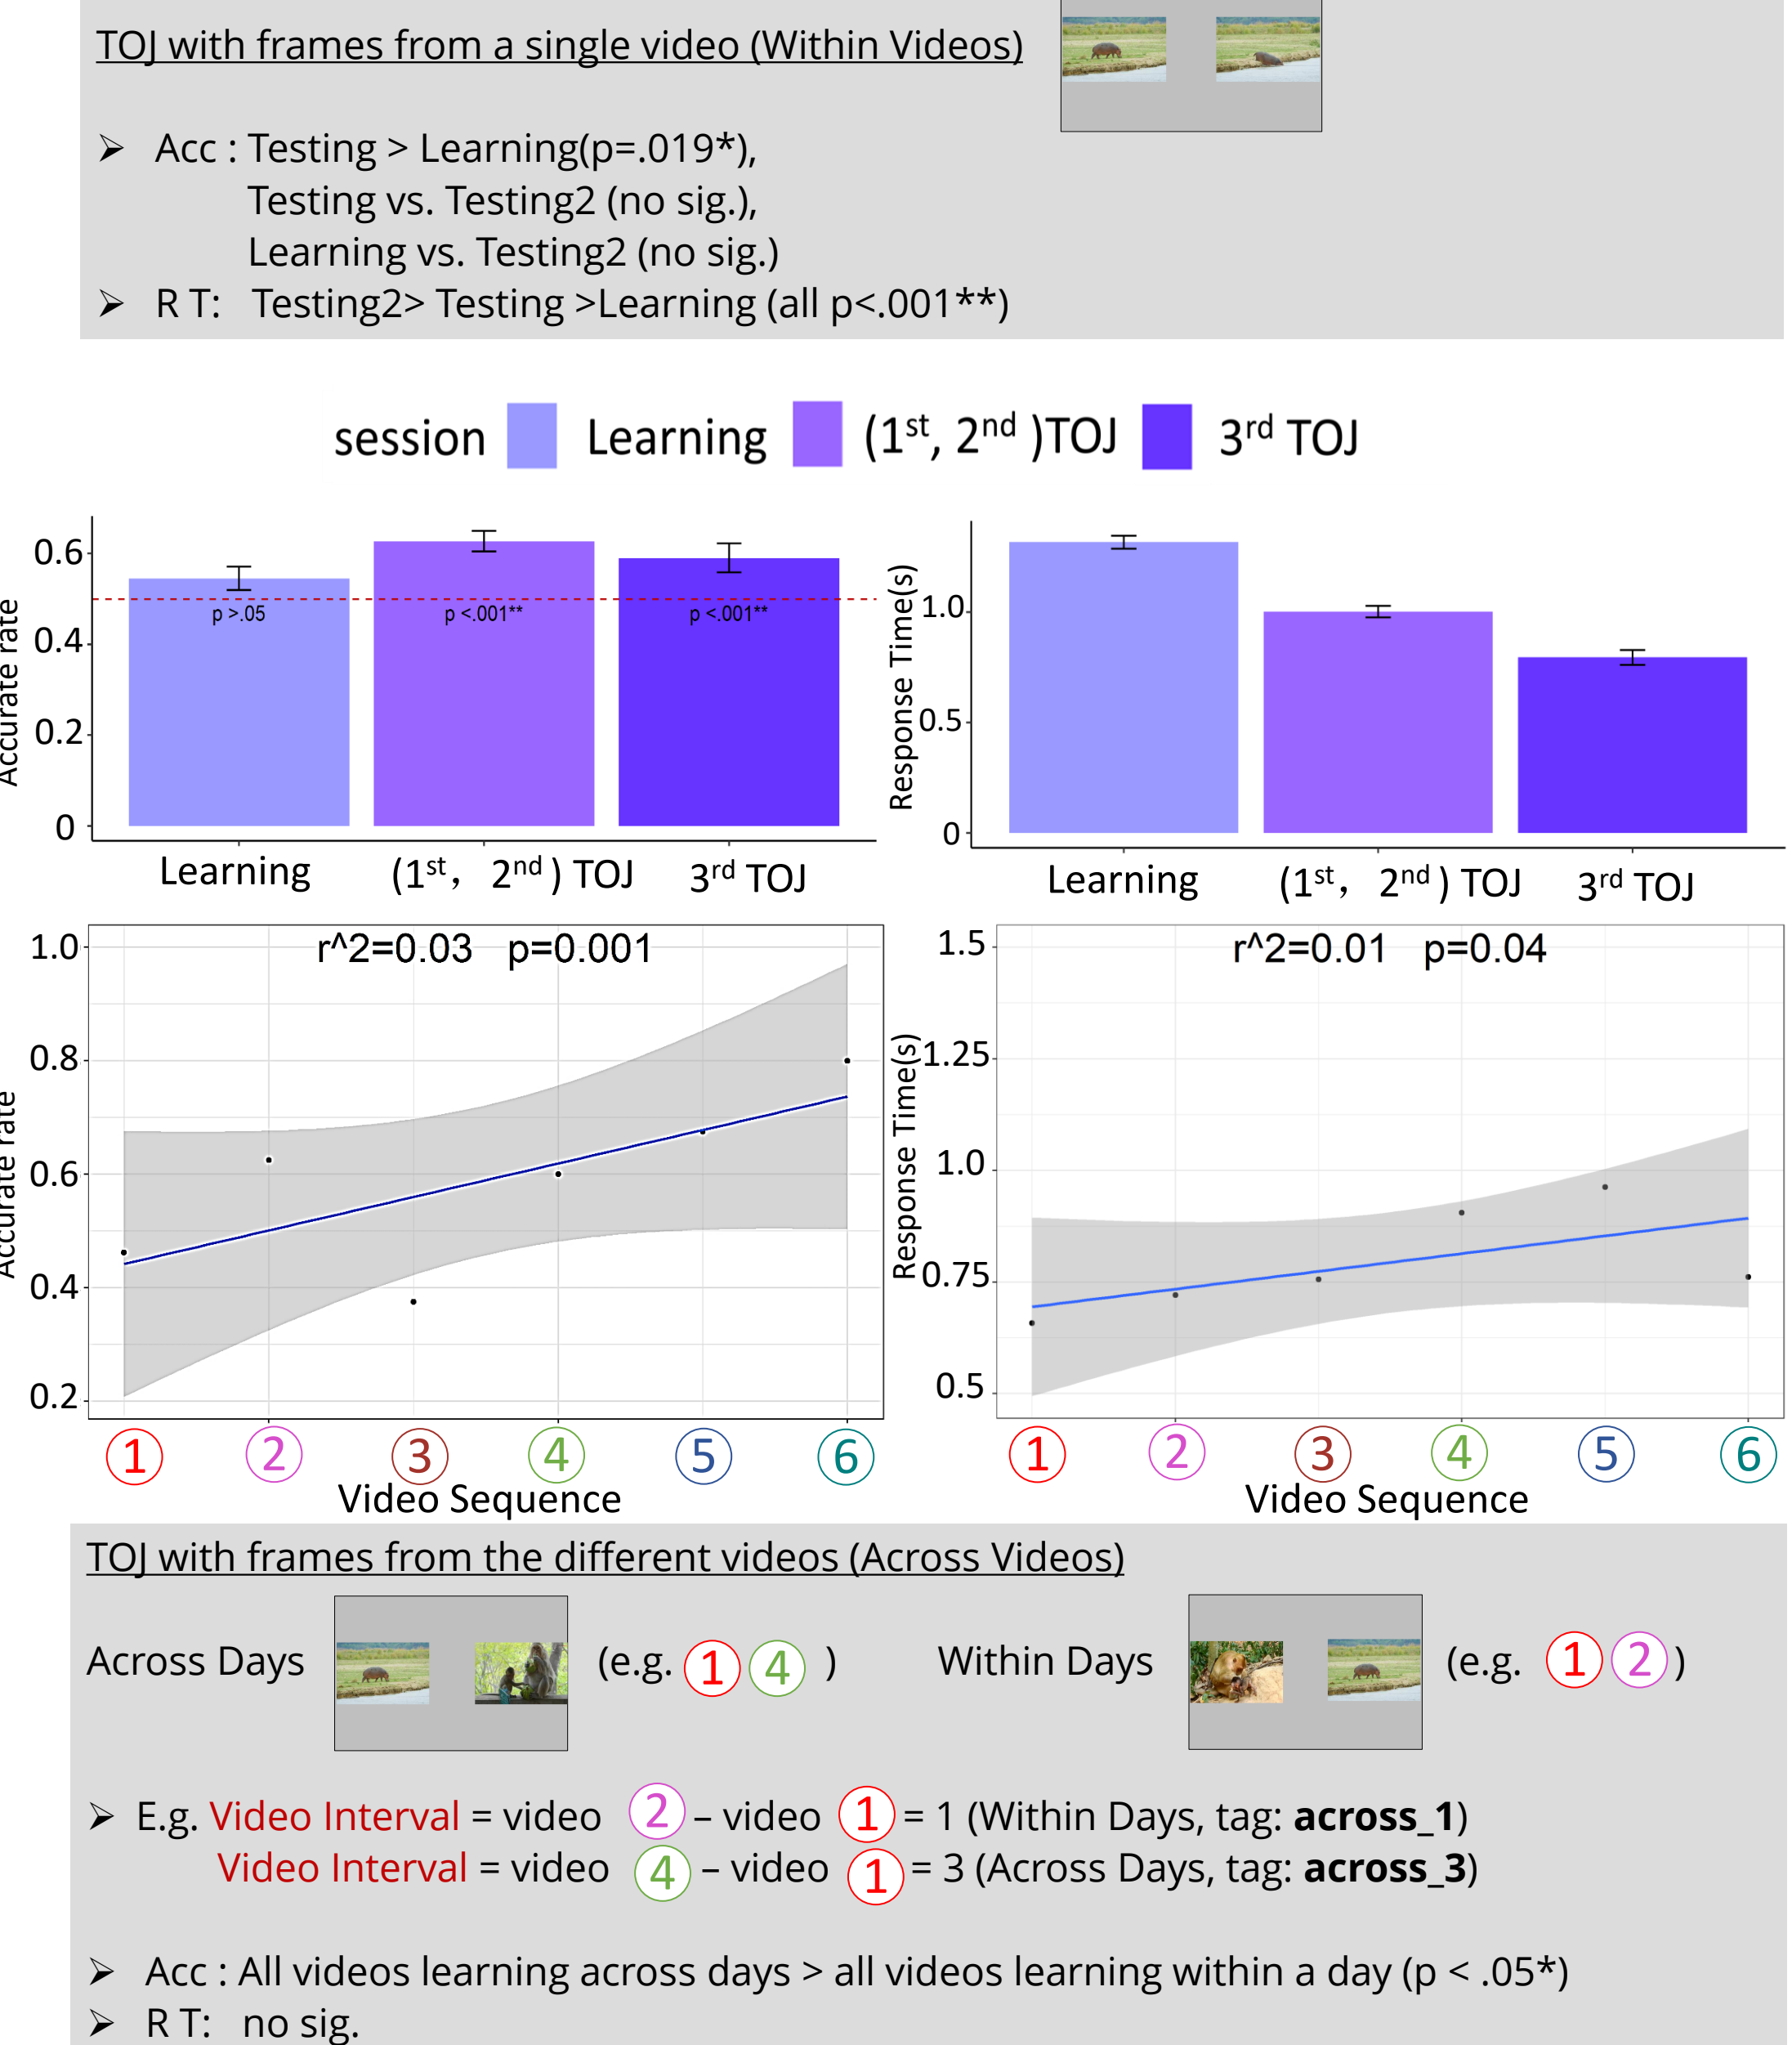 TOJ with frames from a single video (Within Videos)
➢ Acc : Testing > Learning(p=.019*),
Testing vs. Testing2 (no sig.),
Learning vs. Testing2 (no sig.)
➢ R T: Testing2> Testing >Learning (all p<.001**)
session Learning (1st, 2nd )TOJ 3rd TOJ
Accurate rate
0.6
0.4
0.2
0
p >.05 p <.001** p <.001**
Learning (1st, 2nd ) TOJ 3rd TOJ
Response Time(s)
1.0
0.5
0
Learning (1st, 2nd ) TOJ 3rd TOJ
r^2=0.03 p=0.001
Accurate rate
1.0
0.8
0.6
0.4
0.2
1 2 3 4 5 6
Video Sequence
r^2=0.01 p=0.04
Response Time(s)
1.5
1.25
1.0
0.75
0.5
1 2 3 4 5 6
Video Sequence
TOJ with frames from the different videos (Across Videos)
Across Days (e.g. 1 4 ) Within Days (e.g. 1 2 )
➢ E.g. Video Interval = video 2 – video 1 = 1 (Within Days, tag: across_1)
Video Interval = video 4 – video 1 = 3 (Across Days, tag: across_3)
➢ Acc : All videos learning across days > all videos learning within a day (p < .05*)
➢ R T: no sig.